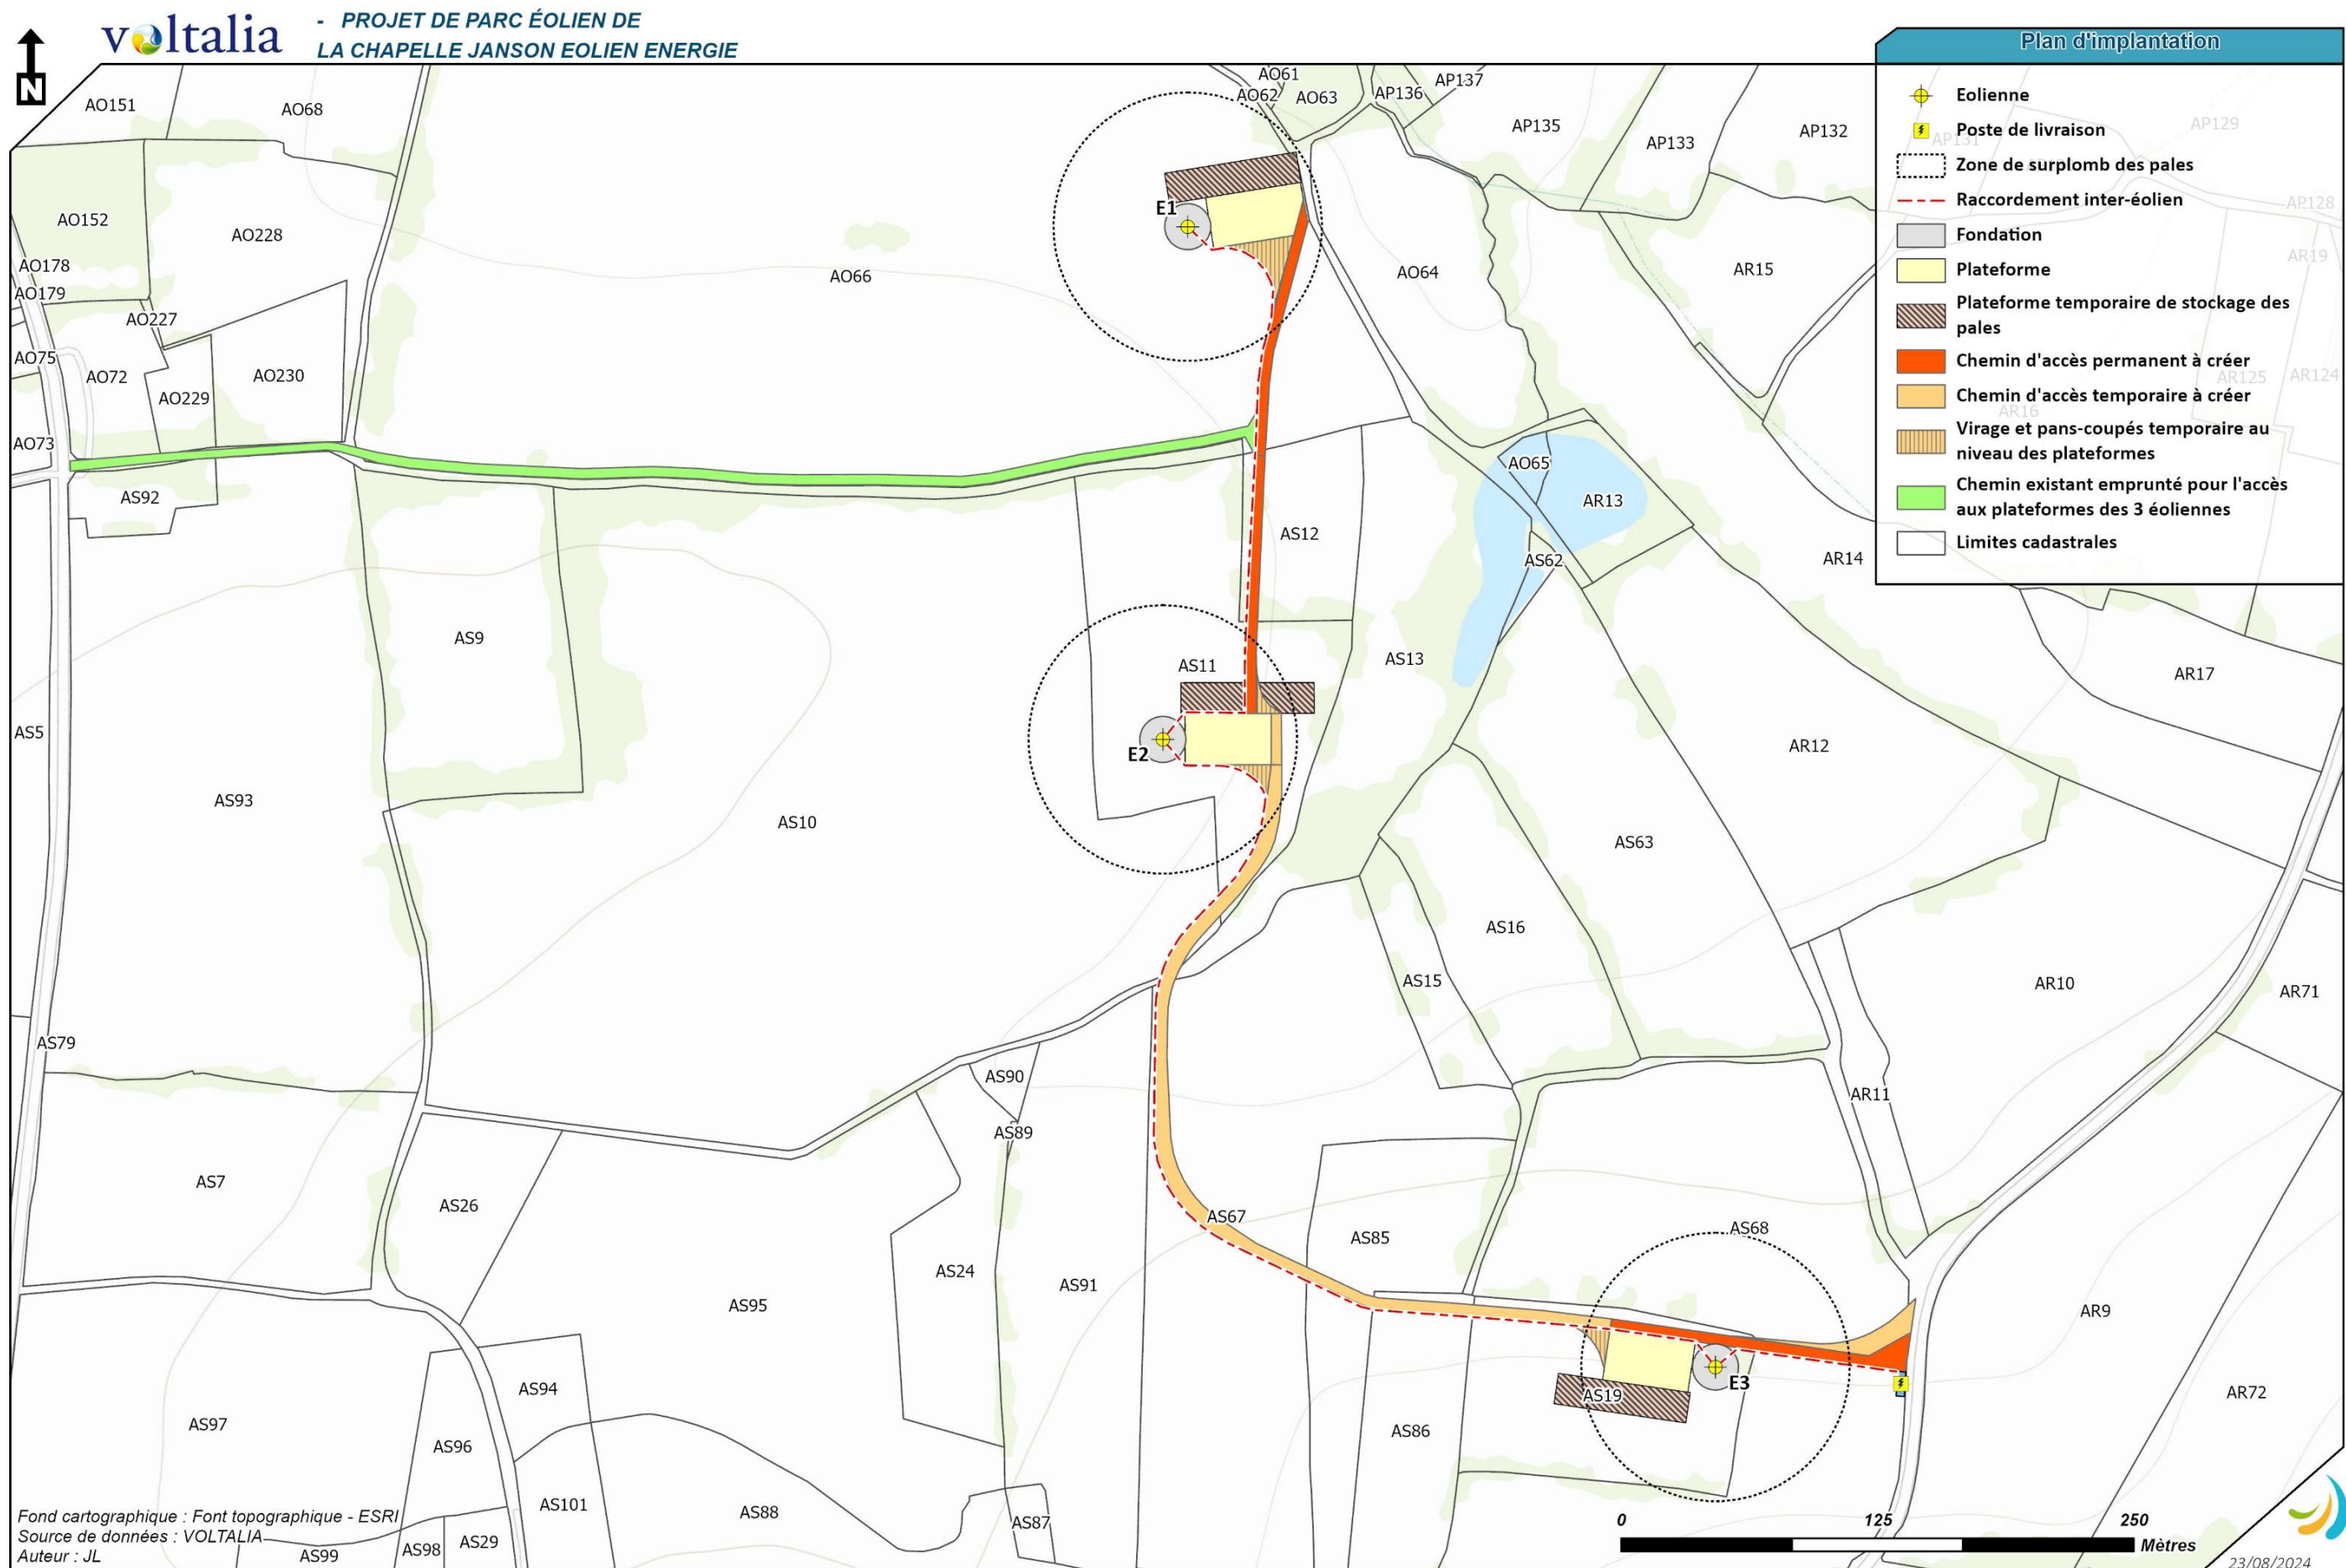 voltalia
- PROJET DE PARC ÉOLIEN DE
LA CHAPELLE JANSON EOLIEN ENERGIE
N
Plan d'implantation
Eolienne
Poste de livraison
Zone de surplomb des pales
Raccordement inter-éolien
Fondation
Plateforme
Plateforme temporaire de stockage des
pales
Chemin d'accès permanent à créer
Chemin d'accès temporaire à créer
Virage et pans-coupés temporaire au
niveau des plateformes
Chemin existant emprunté pour l'accès
aux plateformes des 3 éoliennes
Limites cadastrales
AP129
AP131
AP128
AR19
AR125
AR124
AR16
AO151
AO68
AO61
AO62
AO63
AP136
AP137
AP135
AP133
AP132
AO152
AO228
E1
AO66
AO64
AR15
AO178
AO179
AO227
AO75
AO72
AO229
AO230
AO73
AS92
AO65
AR13
AS12
AS62
AR14
AS9
AS11
AS13
AR17
AS5
E2
AR12
AS93
AS10
AS63
AS16
AS15
AR10
AR71
AS79
AS90
AR11
AS89
AS7
AS26
AS67
AS68
AS85
AS24
AS91
AS95
AR9
E3
AS19
AS94
AR72
AS97
AS96
AS86
AS101
AS88
AS87
AS29
AS98
AS99
Fond cartographique : Font topographique - ESRI
Source de données : VOLTALIA
Auteur : JL
0 125 250
Mètres
23/08/2024